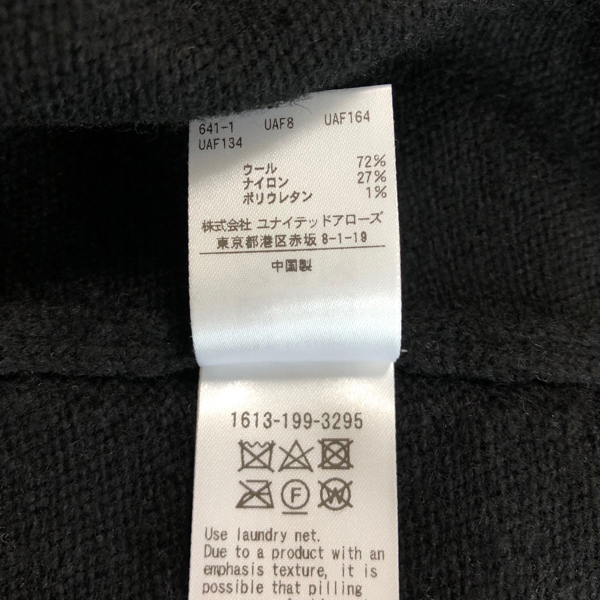 641-1 UAF8 UAF164
UAF134
ウール 72%
ナイロン 27%
ポリウレタン 1%
株式会社 ユナイテッドアローズ
東京都港区赤坂 8-1-19
中国製
1613-199-3295
F W
Use laundry net.
Due to a product with an
emphasis texture, it is
possible that pilling